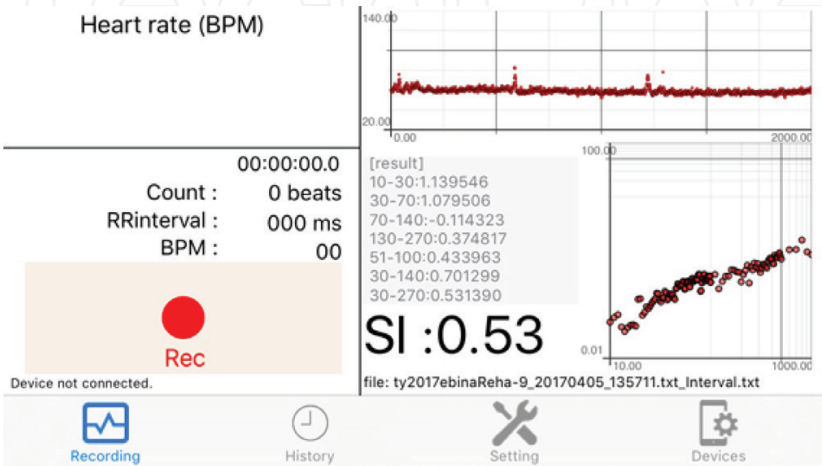 Heart rate (BPM)
00:00:00.0
Count : 0 beats
RRinterval : 000 ms
BPM : 00
Rec
Device not connected.
140.00
20.00
0.00 2000.00
[result]
10-30:1.139546
30-70:1.079506
70-140:-0.114323
130-270:0.374817
51-100:0.433963
30-140:0.701299
30-270:0.531390
SI :0.53
100.00
0.01
10.00 1000.00
file: ty2017ebinaReha-9_20170405_135711.txt_Interval.txt
Recording History Setting Devices